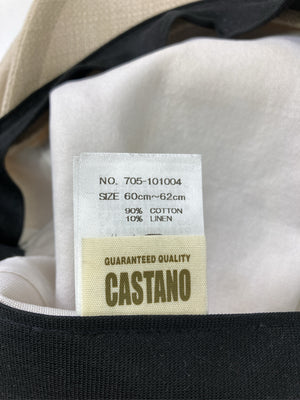 NO. 705-101004
SIZE 60cm～62cm
90% COTTON
10% LINEN
GUARANTEED QUALITY
CASTANO